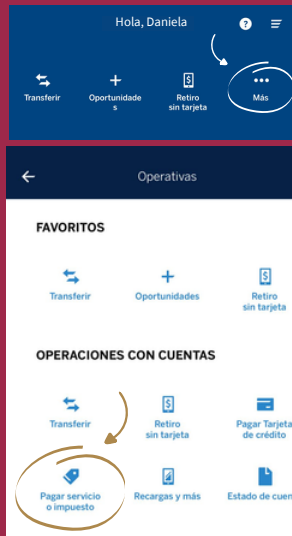 Hola, Daniela
?
Transferir
Oportunidade
s
Retiro
sin tarjeta
Más
Operativas
FAVORITOS
Transferir
Oportunidades
Retiro
sin tarjeta
OPERACIONES CON CUENTAS
Transferir
Retiro
sin tarjeta
Pagar Tarjeta
de crédito
Pagar servicio
o impuesto
Recargas y más
Estado de cuen